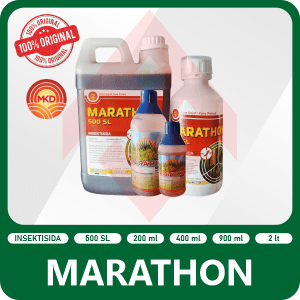 100% ORIGINAL
100% ORIGINAL
MKD
MARATHON
500 SL
INSEKTISIDA
MARATHON
INSEKTISIDA
500 SL
200 ml
400 ml
900 ml
2 lt
MARATHON